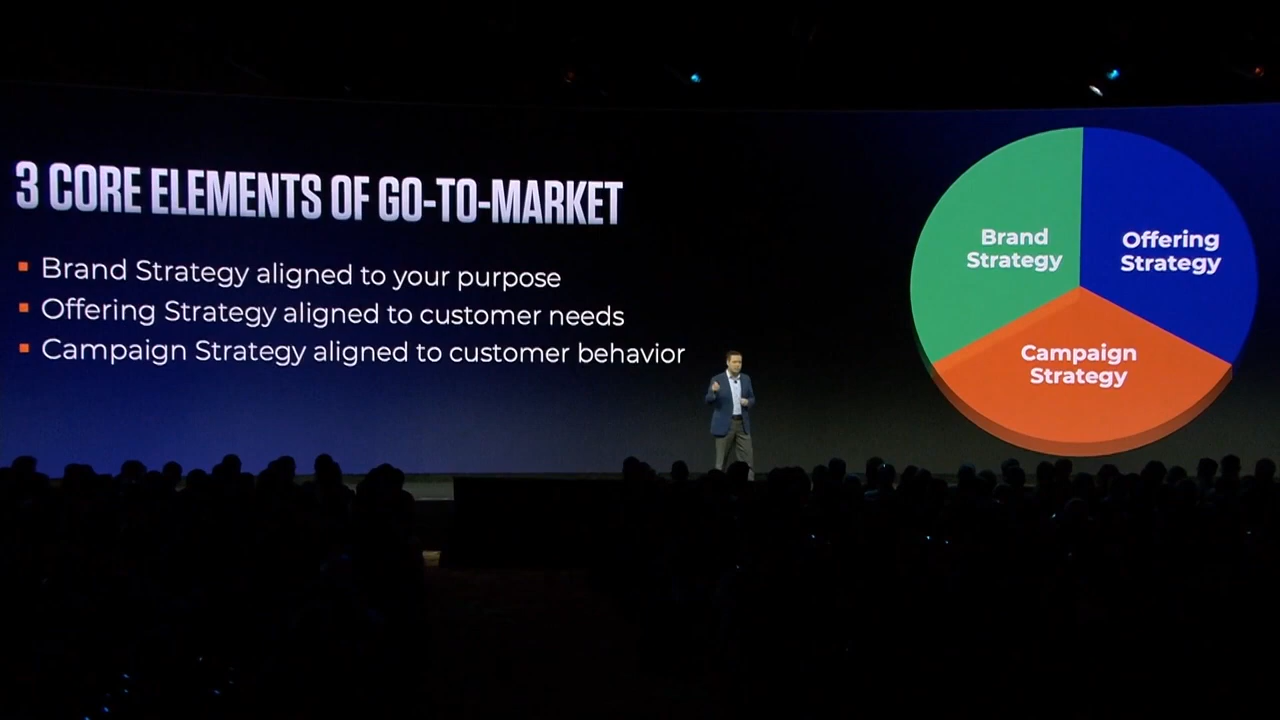 3 CORE ELEMENTS OF GO-TO-MARKET
Brand Strategy aligned to your purpose
Offering Strategy aligned to customer needs
Campaign Strategy aligned to customer behavior
Brand
Strategy
Offering
Strategy
Campaign
Strategy